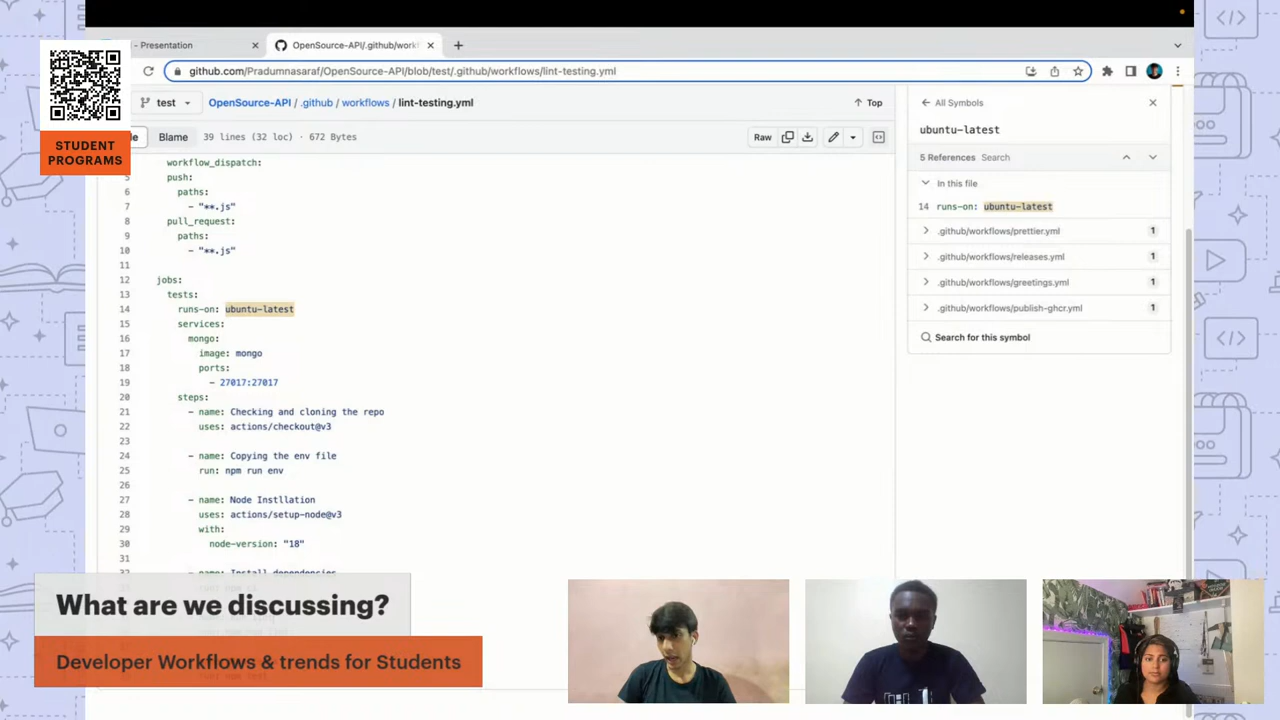 - Presentation
OpenSource-API/.github/workf
github.com/Pradumnasaraf/OpenSource-API/blob/test/.github/workflows/lint-testing.yml
STUDENT
PROGRAMS
test
OpenSource-API / .github / workflows / lint-testing.yml
Top
Blame
39 lines (32 loc) · 672 Bytes
Raw
workflow_dispatch:
5 push:
6 paths:
7 - "**.js"
8 pull_request:
9 paths:
10 - "**.js"
11
12 jobs:
13 tests:
14 runs-on: ubuntu-latest
15 services:
16 mongo:
17 image: mongo
18 ports:
19 - 27017:27017
20 steps:
21 - name: Checking and cloning the repo
22 uses: actions/checkout@v3
23
24 - name: Copying the env file
25 run: npm run env
26
27 - name: Node Instllation
28 uses: actions/setup-node@v3
29 with:
30 node-version: "18"
31
- name: Install dependencies
All Symbols
ubuntu-latest
5 References Search
In this file
14 runs-on: ubuntu-latest
.github/workflows/prettier.yml 1
.github/workflows/releases.yml 1
.github/workflows/greetings.yml 1
.github/workflows/publish-ghcr.yml 1
Search for this symbol
What are we discussing?
Developer Workflows & trends for Students